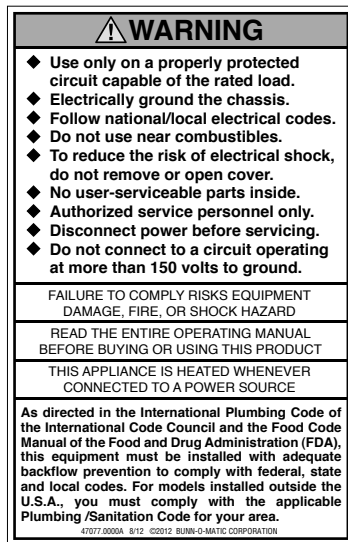 ⚠WARNING
◆ Use only on a properly protected
circuit capable of the rated load.
◆ Electrically ground the chassis.
◆ Follow national/local electrical codes.
◆ Do not use near combustibles.
◆ To reduce the risk of electrical shock,
do not remove or open cover.
◆ No user-serviceable parts inside.
◆ Authorized service personnel only.
◆ Disconnect power before servicing.
◆ Do not connect to a circuit operating
at more than 150 volts to ground.
FAILURE TO COMPLY RISKS EQUIPMENT
DAMAGE, FIRE, OR SHOCK HAZARD
READ THE ENTIRE OPERATING MANUAL
BEFORE BUYING OR USING THIS PRODUCT
THIS APPLIANCE IS HEATED WHENEVER
CONNECTED TO A POWER SOURCE
As directed in the International Plumbing Code of
the International Code Council and the Food Code
Manual of the Food and Drug Administration (FDA),
this equipment must be installed with adequate
backflow prevention to comply with federal, state
and local codes. For models installed outside the
U.S.A., you must comply with the applicable
Plumbing /Sanitation Code for your area.
47077.0000A 8/12 ©2012 BUNN-O-MATIC CORPORATION